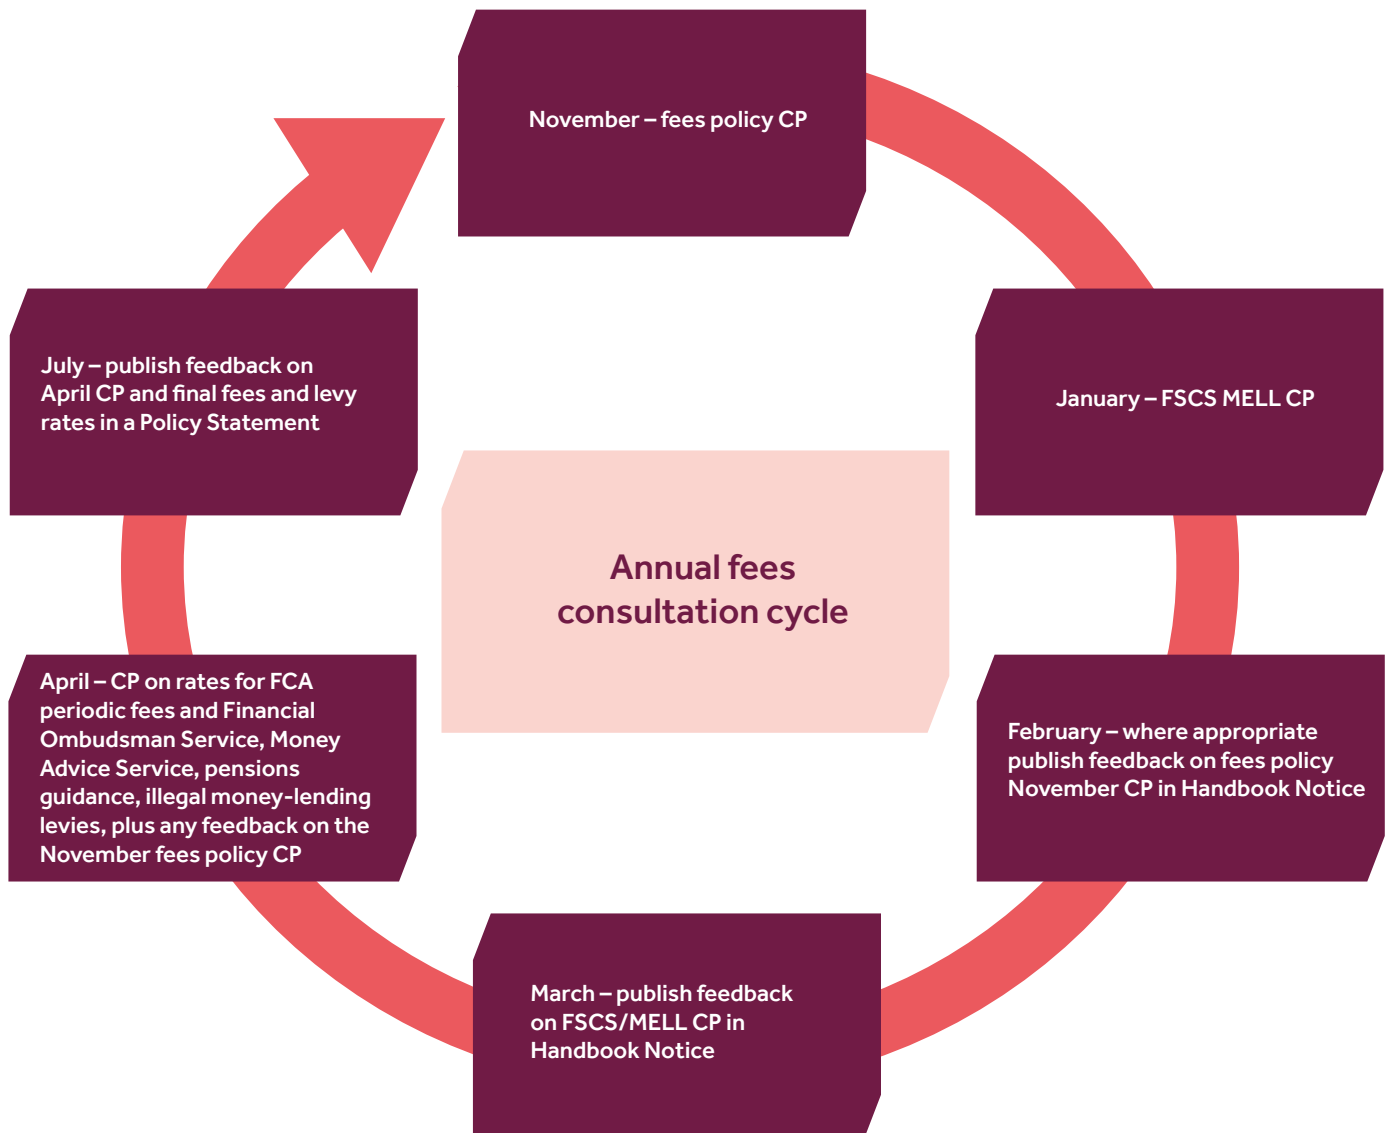 November – fees policy CP
January – FSCS MELL CP
February – where appropriate
publish feedback on fees policy
November CP in Handbook Notice
March – publish feedback
on FSCS/MELL CP in
Handbook Notice
April – CP on rates for FCA
periodic fees and Financial
Ombudsman Service, Money
Advice Service, pensions
guidance, illegal money-lending
levies, plus any feedback on the
November fees policy CP
July – publish feedback on
April CP and final fees and levy
rates in a Policy Statement
Annual fees
consultation cycle